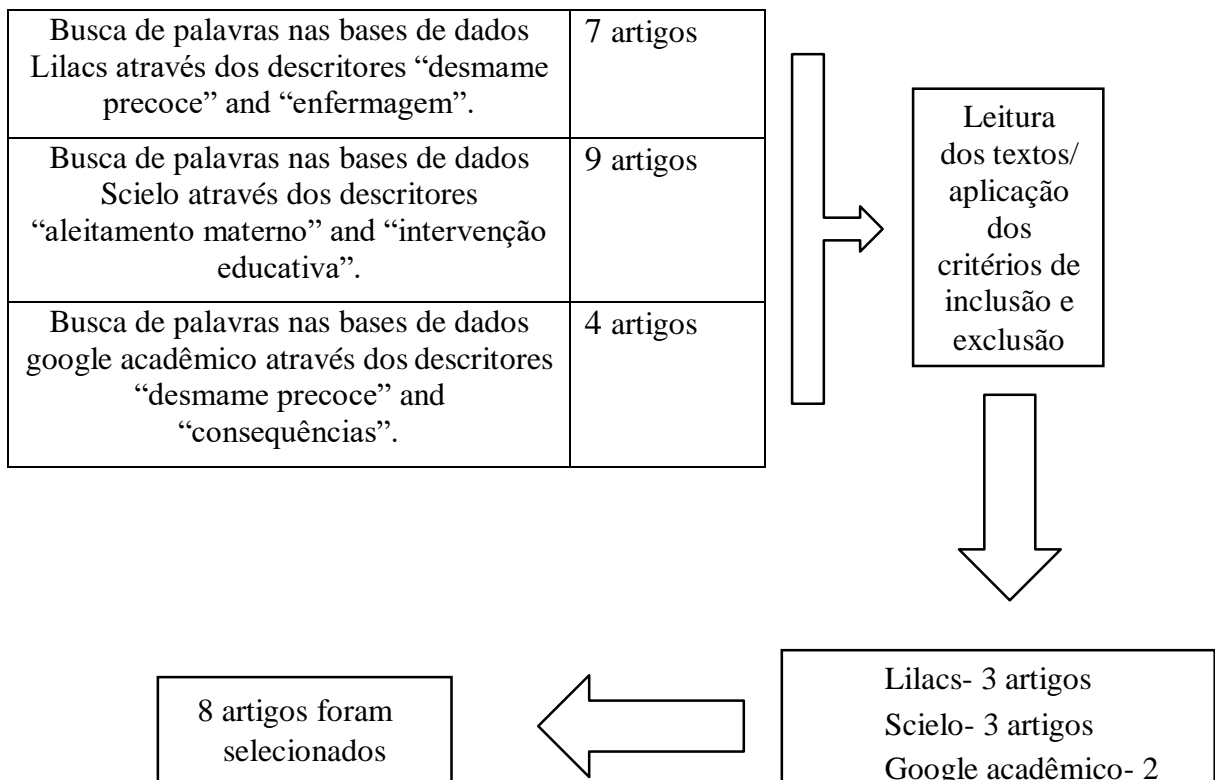 Busca de palavras nas bases de dados
Lilacs através dos descritores “desmame
precoce” and “enfermagem”.
7 artigos
Busca de palavras nas bases de dados
Scielo através dos descritores
“aleitamento materno” and “intervenção
educativa”.
9 artigos
Busca de palavras nas bases de dados
google acadêmico através dos descritores
“desmame precoce” and
“consequências”.
4 artigos
Leitura
dos textos/
aplicação
dos
critérios de
inclusão e
exclusão
Lilacs- 3 artigos
Scielo- 3 artigos
Google acadêmico- 2
8 artigos foram
selecionados